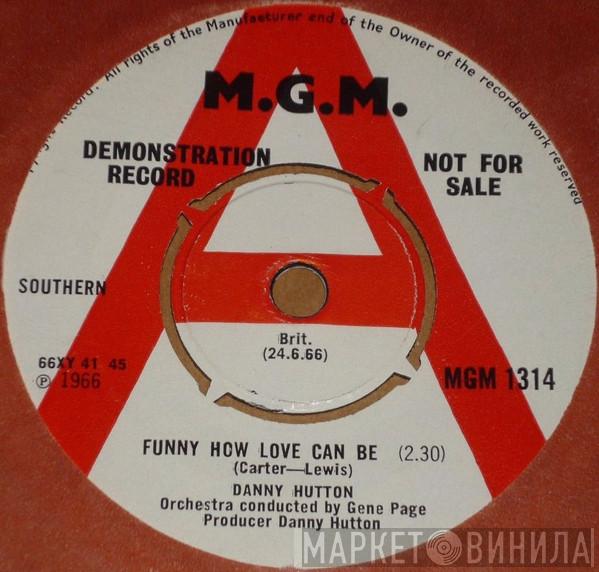 All rights of the Manufacturer and of the Owner of the recorded work reserved
M.G.M.
DEMONSTRATION
RECORD
NOT FOR
SALE
SOUTHERN
Brit.
(24.6.66)
66XY 41 45
Ⓟ 1966
MGM 1314
FUNNY HOW LOVE CAN BE (2.30)
(Carter—Lewis)
DANNY HUTTON
Orchestra conducted by Gene Page
Producer Danny Hutton
МАРКЕТ ВИНИЛА